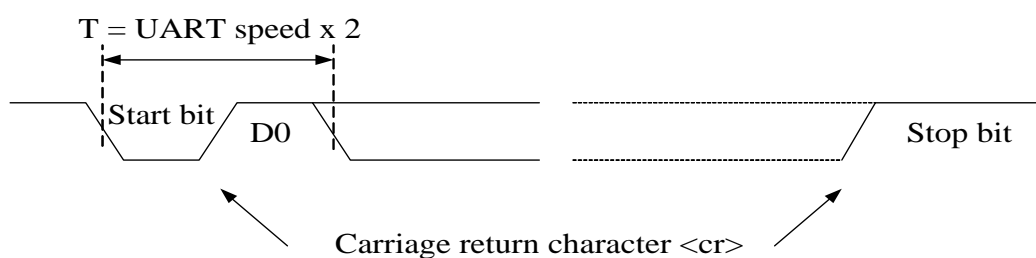 T = UART speed x 2
Start bit
D0
Stop bit
Carriage return character <cr>